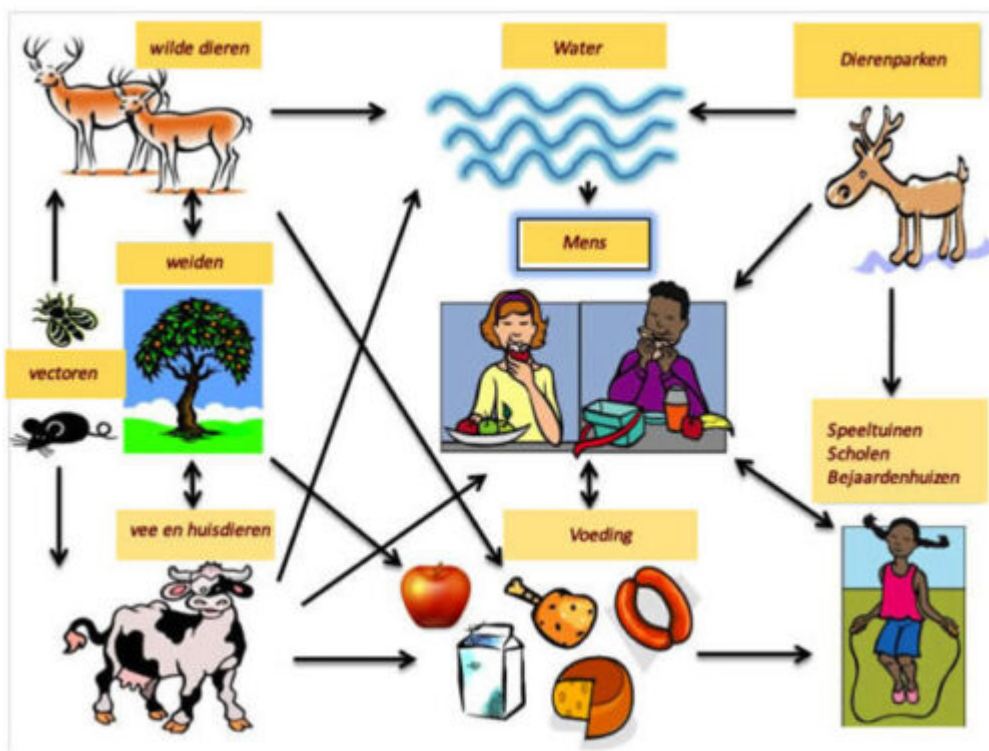 wilde dieren
Water
Dierenparken
Mens
weiden
vectoren
Speeltuinen
Scholen
Bejaardenhuizen
vee en huisdieren
Voeding